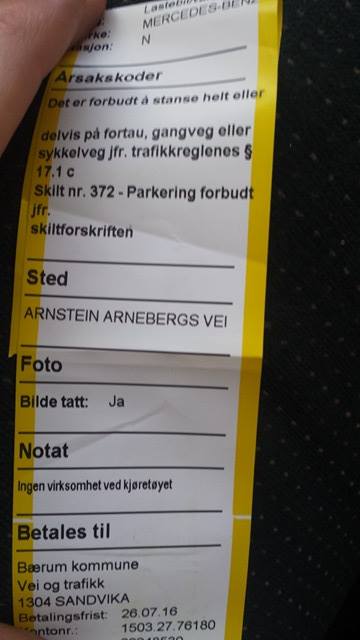 MERCEDES-BENZ
N
Årsakskoder
Det er forbudt å stanse helt eller
delvis på fortau, gangveg eller
sykkelveg jfr. trafikkreglenes §
17.1 c
Skilt nr. 372 - Parkering forbudt
jfr.
skiltforskriften
Sted
ARNSTEIN ARNEBERGS VEI
Foto
Bilde tatt: Ja
Notat
Ingen virksomhet ved kjøretøyet
Betales til
Bærum kommune
Vei og trafikk
1304 SANDVIKA
Betalingsfrist: 26.07.16
1503.27.76180